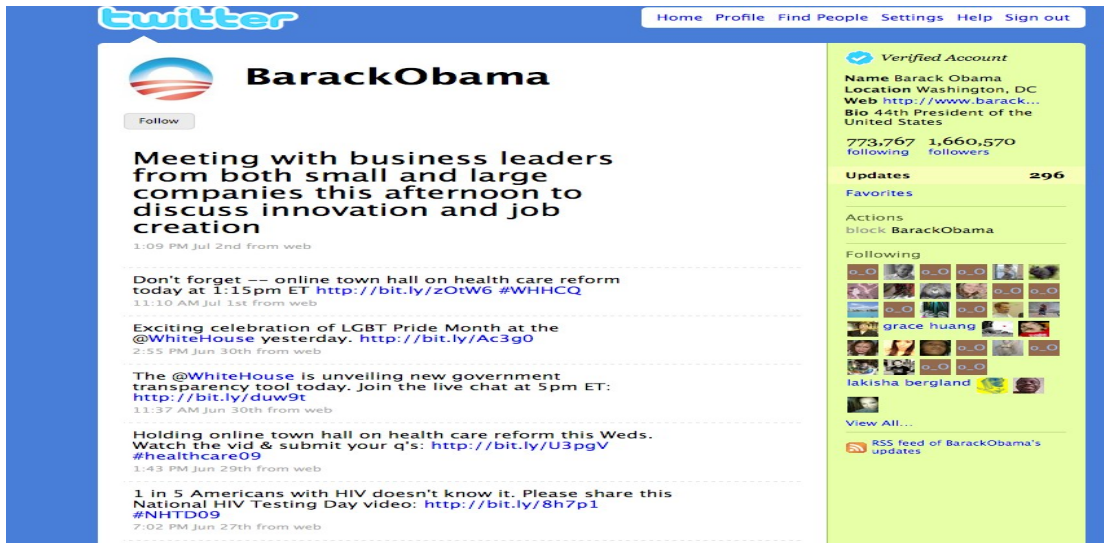 twitter
Home Profile Find People Settings Help Sign out
BarackObama
Follow
Meeting with business leaders
from both small and large
companies this afternoon to
discuss innovation and job
creation
1:09 PM Jul 2nd from web
Don't forget -- online town hall on health care reform
today at 1:15pm ET http://bit.ly/zOtW6 #WHHCQ
11:10 AM Jul 1st from web
Exciting celebration of LGBT Pride Month at the
@WhiteHouse yesterday. http://bit.ly/Ac3g0
2:55 PM Jun 30th from web
The @WhiteHouse is unveiling new government
transparency tool today. Join the live chat at 5pm ET:
http://bit.ly/duw9t
11:37 AM Jun 30th from web
Holding online town hall on health care reform this Weds.
Watch the vid & submit your q's: http://bit.ly/U3pgV
#healthcare09
1:43 PM Jun 29th from web
1 in 5 Americans with HIV doesn't know it. Please share this
National HIV Testing Day video: http://bit.ly/8h7p1
#NHTD09
7:02 PM Jun 27th from web
Verified Account
Name Barack Obama
Location Washington, DC
Web http://www.barack...
Bio 44th President of the
United States
773,767 1,660,570
following followers
Updates 296
Favorites
Actions
block BarackObama
Following
o_O o_O o_O
o_O o_O
o_O o_O
grace huang
o_O o_O
o_O o_O
lakisha bergland
View All...
RSS feed of BarackObama's
updates